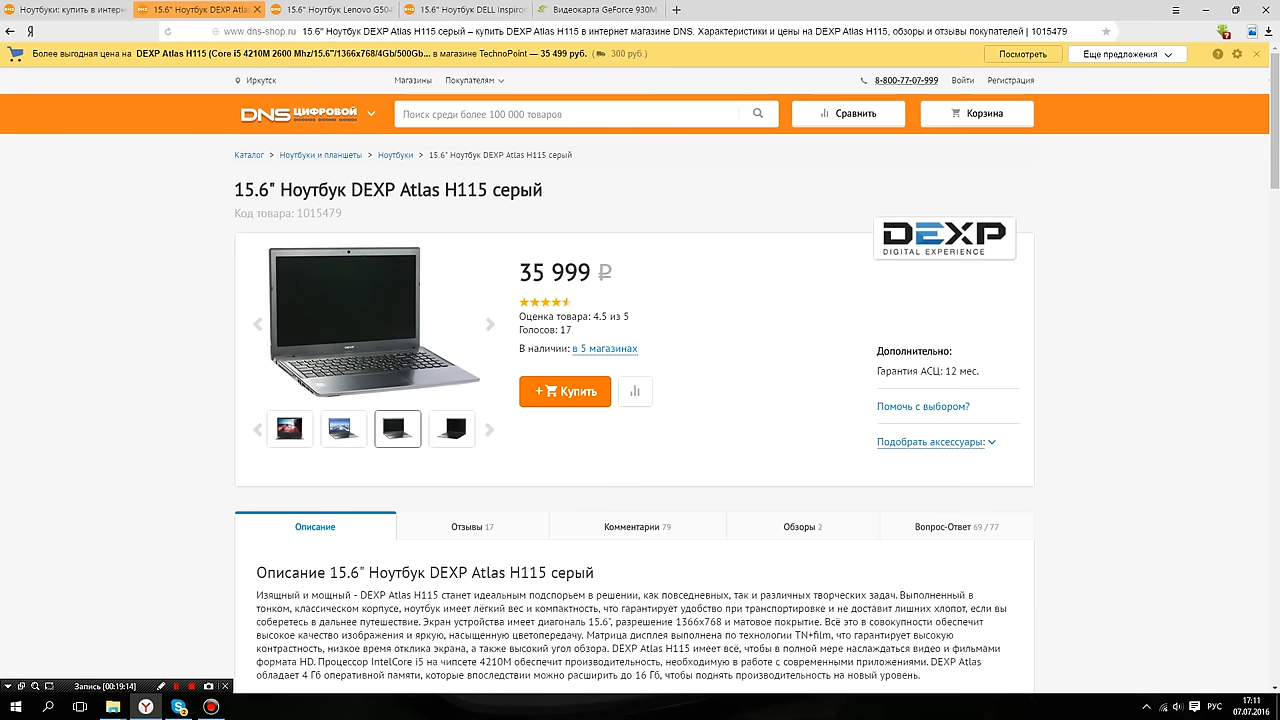 Ноутбуки: купить в интерн
15.6" Ноутбук DEXP Atlas
15.6" Ноутбук Lenovo G504
15.6" Ноутбук DELL Inspiron
Видеокарта GeForce 930M
www.dns-shop.ru 15.6" Ноутбук DEXP Atlas H115 серый – купить DEXP Atlas H115 в интернет магазине DNS. Характеристики и цены на DEXP Atlas H115, обзоры и отзывы покупателей | 1015479
Более выгодная цена на DEXP Atlas H115 (Core i5 4210M 2600 Mhz/15.6"/1366x768/4Gb/500Gb... в магазине TechnoPoint — 35 499 руб. ( 300 руб.)
Посмотреть
Еще предложения
Иркутск
Магазины
Покупателям
8-800-77-07-999
Войти
Регистрация
DNS ЦИФРОВОЙ
Поиск среди более 100 000 товаров
Сравнить
Корзина
Каталог > Ноутбуки и планшеты > Ноутбуки > 15.6" Ноутбук DEXP Atlas H115 серый
15.6" Ноутбук DEXP Atlas H115 серый
Код товара: 1015479
DEXP
DIGITAL EXPERIENCE
35 999 ₽
Оценка товара: 4.5 из 5
Голосов: 17
В наличии: в 5 магазинах
+ Купить
Дополнительно:
Гарантия АСЦ: 12 мес.
Помочь с выбором?
Подобрать аксессуары:
Описание
Отзывы 17
Комментарии 79
Обзоры 2
Вопрос-Ответ 69 / 77
Описание 15.6" Ноутбук DEXP Atlas H115 серый
Изящный и мощный - DEXP Atlas H115 станет идеальным подспорьем в решении, как повседневных, так и различных творческих задач. Выполненный в
тонком, классическом корпусе, ноутбук имеет лёгкий вес и компактность, что гарантирует удобство при транспортировке и не доставит лишних хлопот, если вы
соберетесь в дальнее путешествие. Экран устройства имеет диагональ 15.6", разрешение 1366x768 и матовое покрытие. Всё это в совокупности обеспечит
высокое качество изображения и яркую, насыщенную цветопередачу. Матрица дисплея выполнена по технологии TN+film, что гарантирует высокую
контрастность, низкое время отклика экрана, а также высокий угол обзора. DEXP Atlas H115 имеет всё, чтобы в полной мере наслаждаться видео и фильмами
формата HD. Процессор IntelCore i5 на чипсете 4210M обеспечит производительность, необходимую в работе с современными приложениями. DEXP Atlas
обладает 4 Гб оперативной памяти, которые впоследствии можно расширить до 16 Гб, чтобы поднять производительность на новый уровень.
Запись [00:19:14]
РУС
17:11
07.07.2016